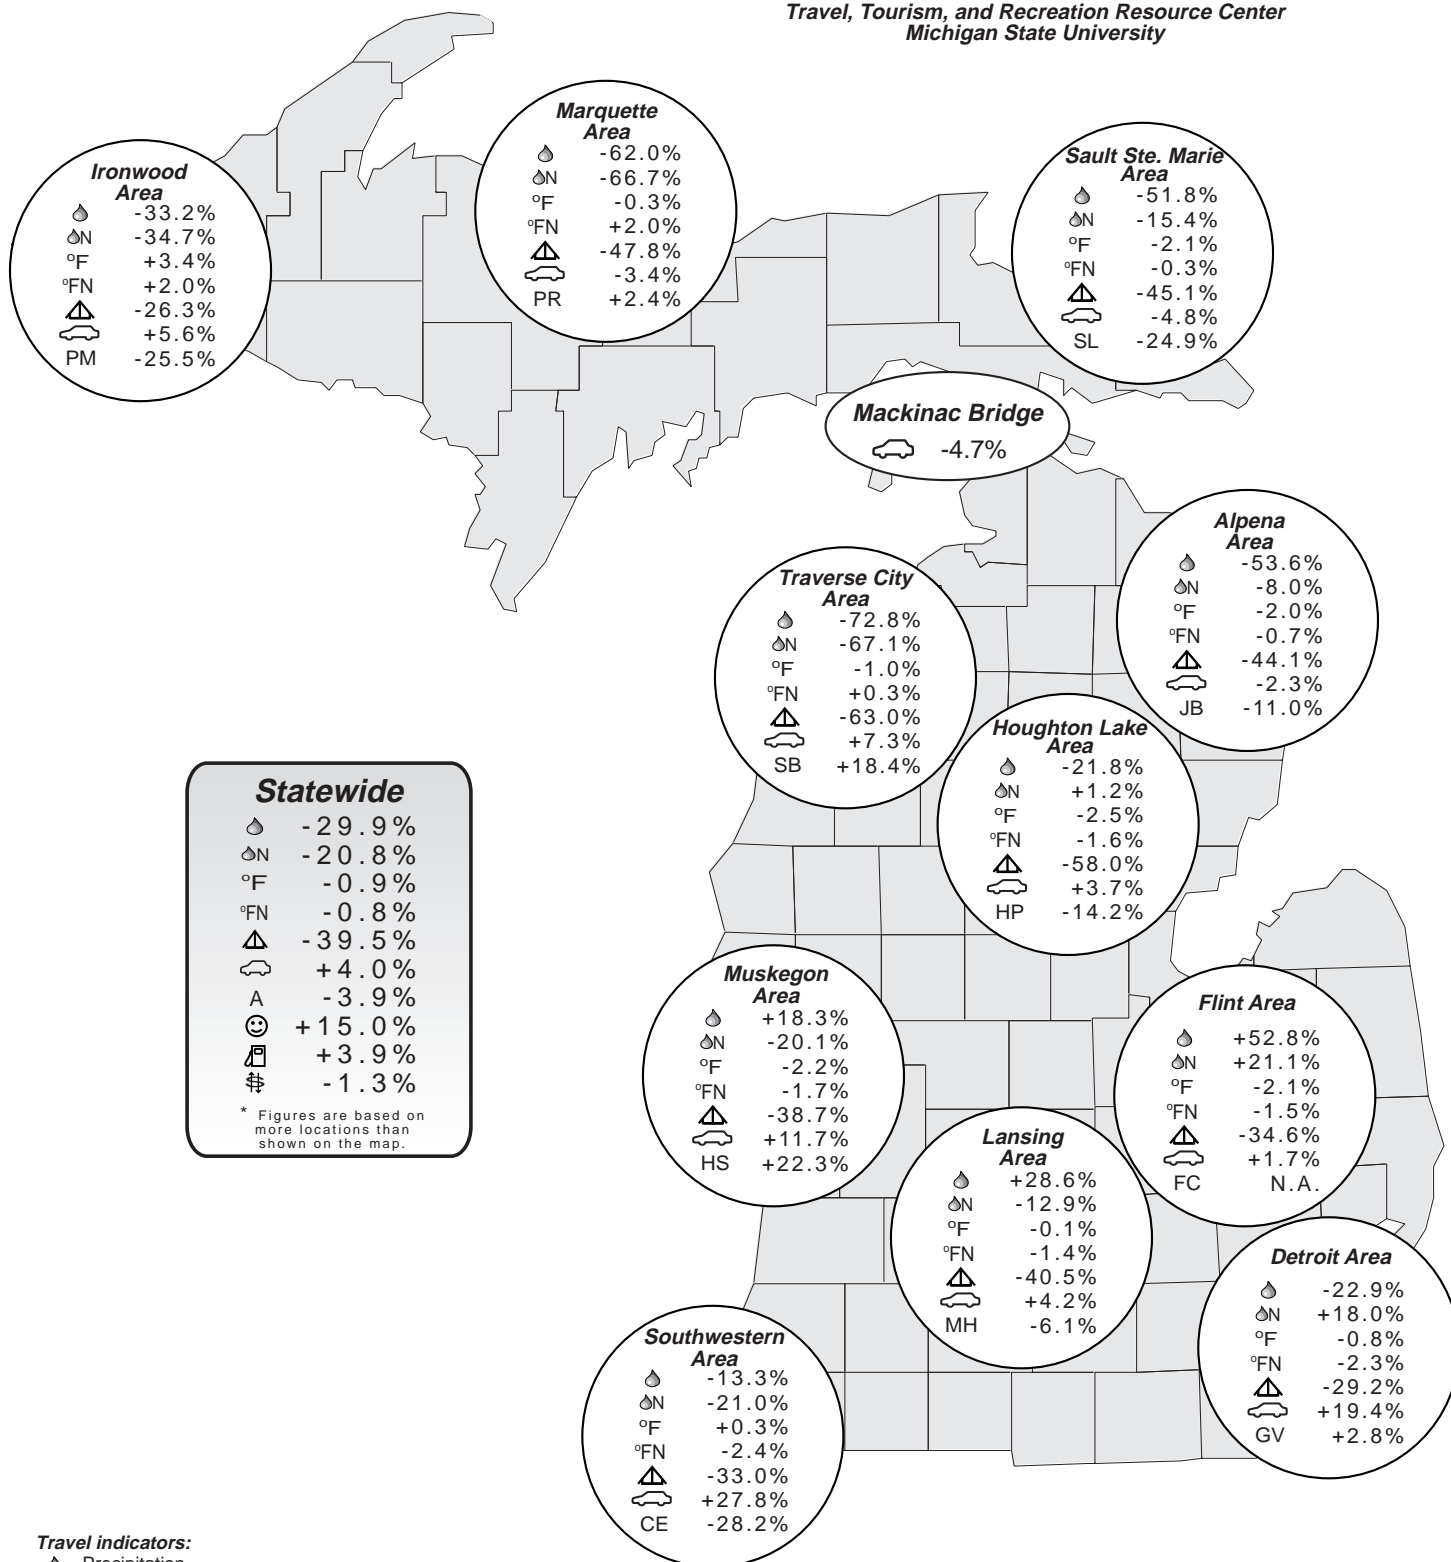 Travel, Tourism, and Recreation Resource Center
Michigan State University
Marquette
Area
-62.0%
N -66.7%
°F -0.3%
°FN +2.0%
-47.8%
-3.4%
PR +2.4%
Sault Ste. Marie
Area
-51.8%
N -15.4%
°F -2.1%
°FN -0.3%
-45.1%
-4.8%
SL -24.9%
Ironwood
Area
-33.2%
N -34.7%
°F +3.4%
°FN +2.0%
-26.3%
+5.6%
PM -25.5%
Mackinac Bridge
-4.7%
Alpena
Area
-53.6%
N -8.0%
°F -2.0%
°FN -0.7%
-44.1%
-2.3%
JB -11.0%
Traverse City
Area
-72.8%
N -67.1%
°F -1.0%
°FN +0.3%
-63.0%
+7.3%
SB +18.4%
Houghton Lake
Area
-21.8%
N +1.2%
°F -2.5%
°FN -1.6%
-58.0%
+3.7%
HP -14.2%
Statewide
-29.9%
N -20.8%
°F -0.9%
°FN -0.8%
-39.5%
+4.0%
A -3.9%
+15.0%
+3.9%
$ -1.3%
* Figures are based on
more locations than
shown on the map.
Muskegon
Area
+18.3%
N -20.1%
°F -2.2%
°FN -1.7%
-38.7%
+11.7%
HS +22.3%
Flint Area
+52.8%
N +21.1%
°F -2.1%
°FN -1.5%
-34.6%
+1.7%
FC N.A.
Lansing
Area
+28.6%
N -12.9%
°F -0.1%
°FN -1.4%
-40.5%
+4.2%
MH -6.1%
Detroit Area
-22.9%
N +18.0%
°F -0.8%
°FN -2.3%
-29.2%
+19.4%
GV +2.8%
Southwestern
Area
-13.3%
N -21.0%
°F +0.3%
°FN -2.4%
-33.0%
+27.8%
CE -28.2%
Travel indicators:
Precipitation